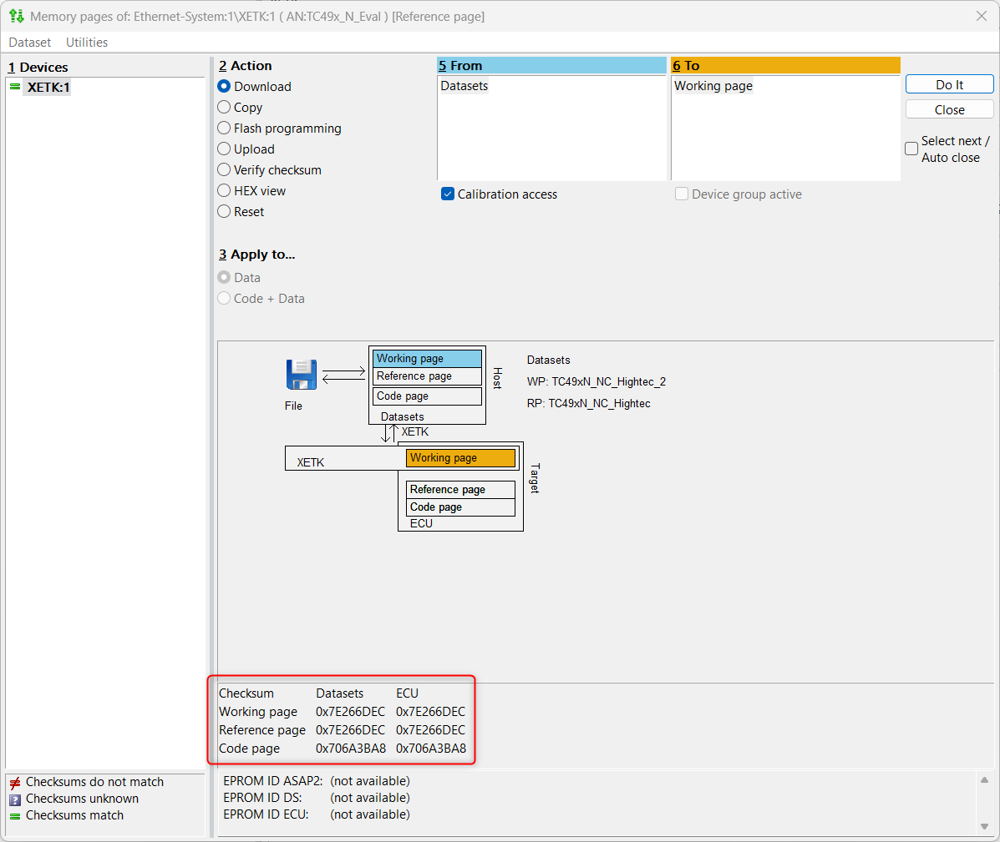 Memory pages of: Ethernet-System:1\XETK:1 ( AN:TC49x_N_Eval ) [Reference page]
Dataset Utilities
1 Devices
XETK:1
2 Action
Download
Copy
Flash programming
Upload
Verify checksum
HEX view
Reset
3 Apply to...
Data
Code + Data
5 From
Datasets
Calibration access
6 To
Working page
Device group active
Do It
Close
Select next /
Auto close
File
Working page
Reference page
Code page
Datasets
Host
XETK
XETK
Working page
Reference page
Code page
ECU
Target
Datasets
WP: TC49xN_NC_Hightec_2
RP: TC49xN_NC_Hightec
Checksum Datasets ECU
Working page 0x7E266DEC 0x7E266DEC
Reference page 0x7E266DEC 0x7E266DEC
Code page 0x706A3BA8 0x706A3BA8
Checksums do not match
Checksums unknown
Checksums match
EPROM ID ASAP2: (not available)
EPROM ID DS: (not available)
EPROM ID ECU: (not available)